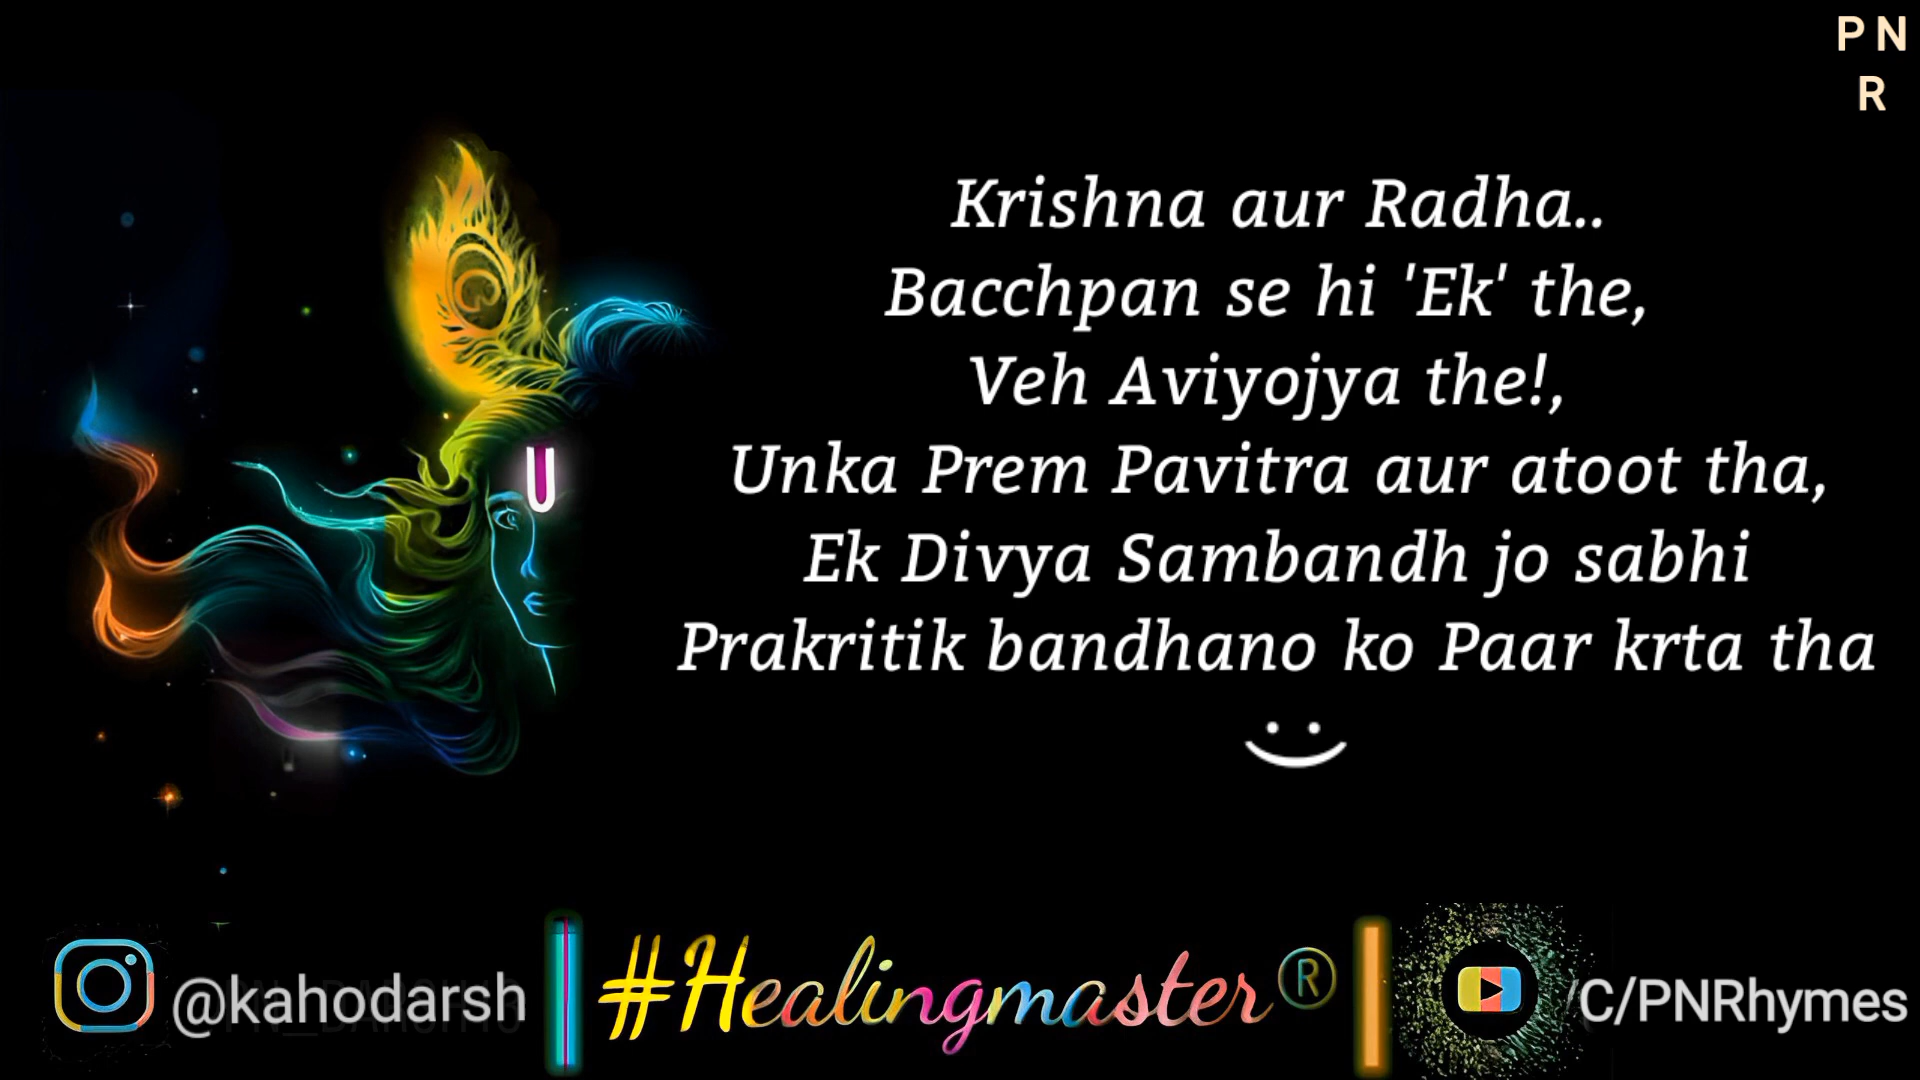 P N
R
Krishna aur Radha..
Bacchpan se hi 'Ek' the,
Veh Aviyojya the!,
Unka Prem Pavitra aur atoot tha,
Ek Divya Sambandh jo sabhi
Prakritik bandhano ko Paar krta tha
@kahodarsh
#Healingmaster®
/C/PNRhymes